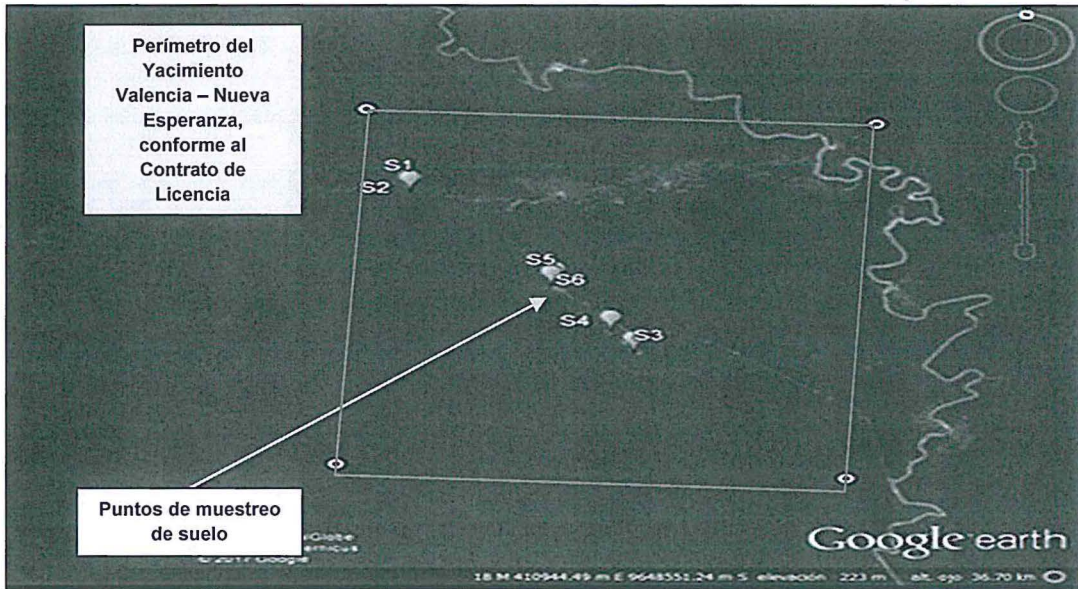 Perímetro del
Yacimiento
Valencia – Nueva
Esperanza,
conforme al
Contrato de
Licencia
S1
S2
S5
S6
S4
S3
Puntos de muestreo
de suelo
Google earth
18 M 410944.49 m E 9648551.24 m S elevación 223 m alt. ojo 36.70 km